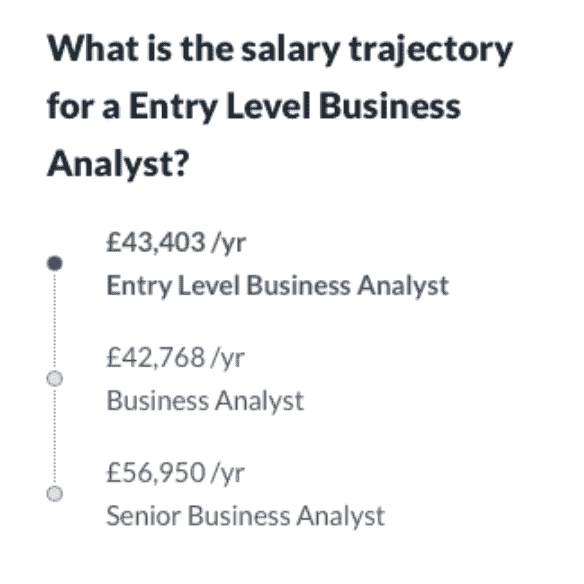 What is the salary trajectory
for a Entry Level Business
Analyst?
£43,403 /yr
Entry Level Business Analyst
£42,768 /yr
Business Analyst
£56,950 /yr
Senior Business Analyst